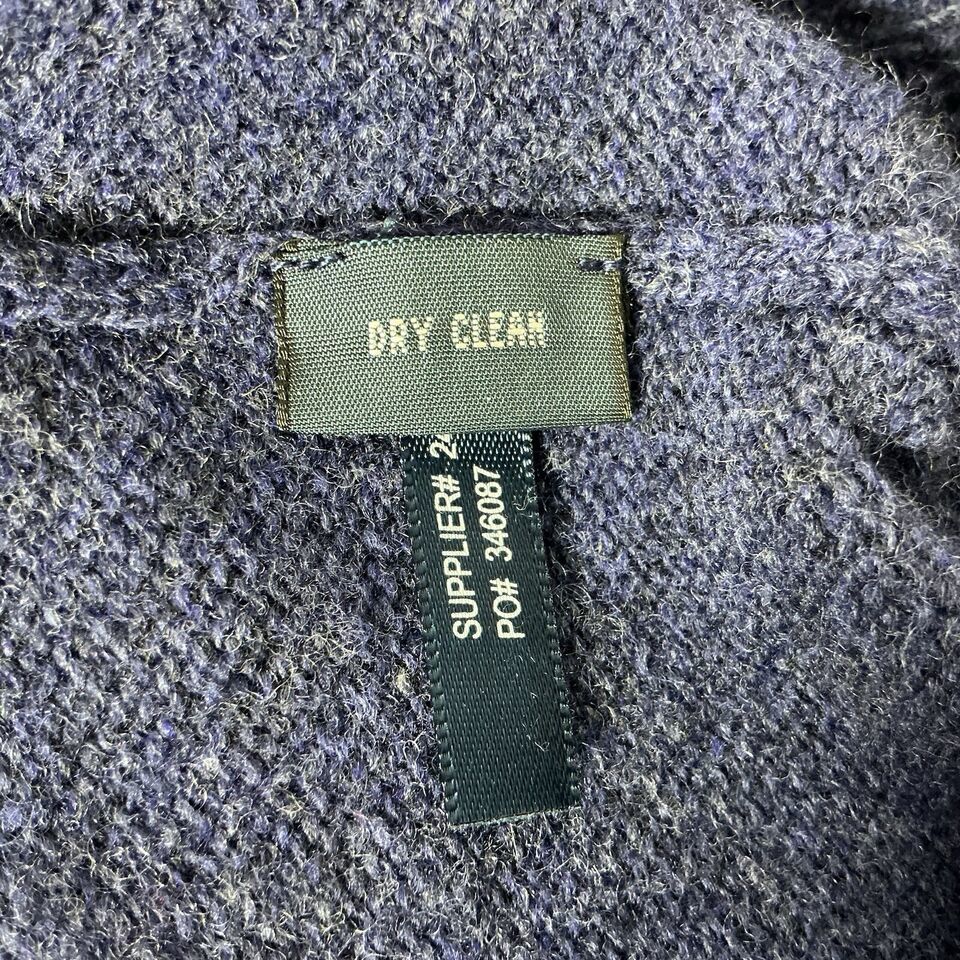 DRY CLEAN
SUPPLIER#
PO# 346087